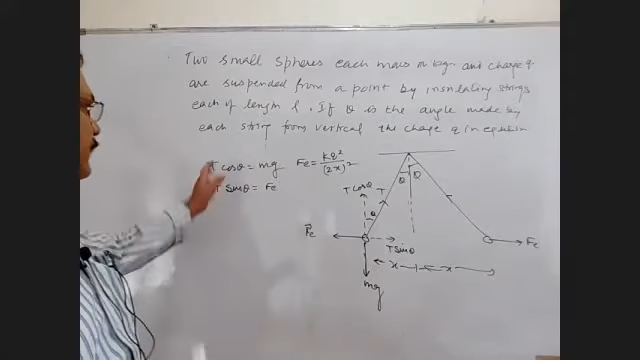 Two small spheres each mass m kgm and charge q
are suspended from a point by insulating strings
each of length l. If θ is the angle made by
each string from vertical the charge q in equibm
T cosθ = mg Fe = KQ²/(2x)²
T sinθ = Fe
θ θ
T cosθ T
θ
Fe Fe
T sinθ
x x
mg